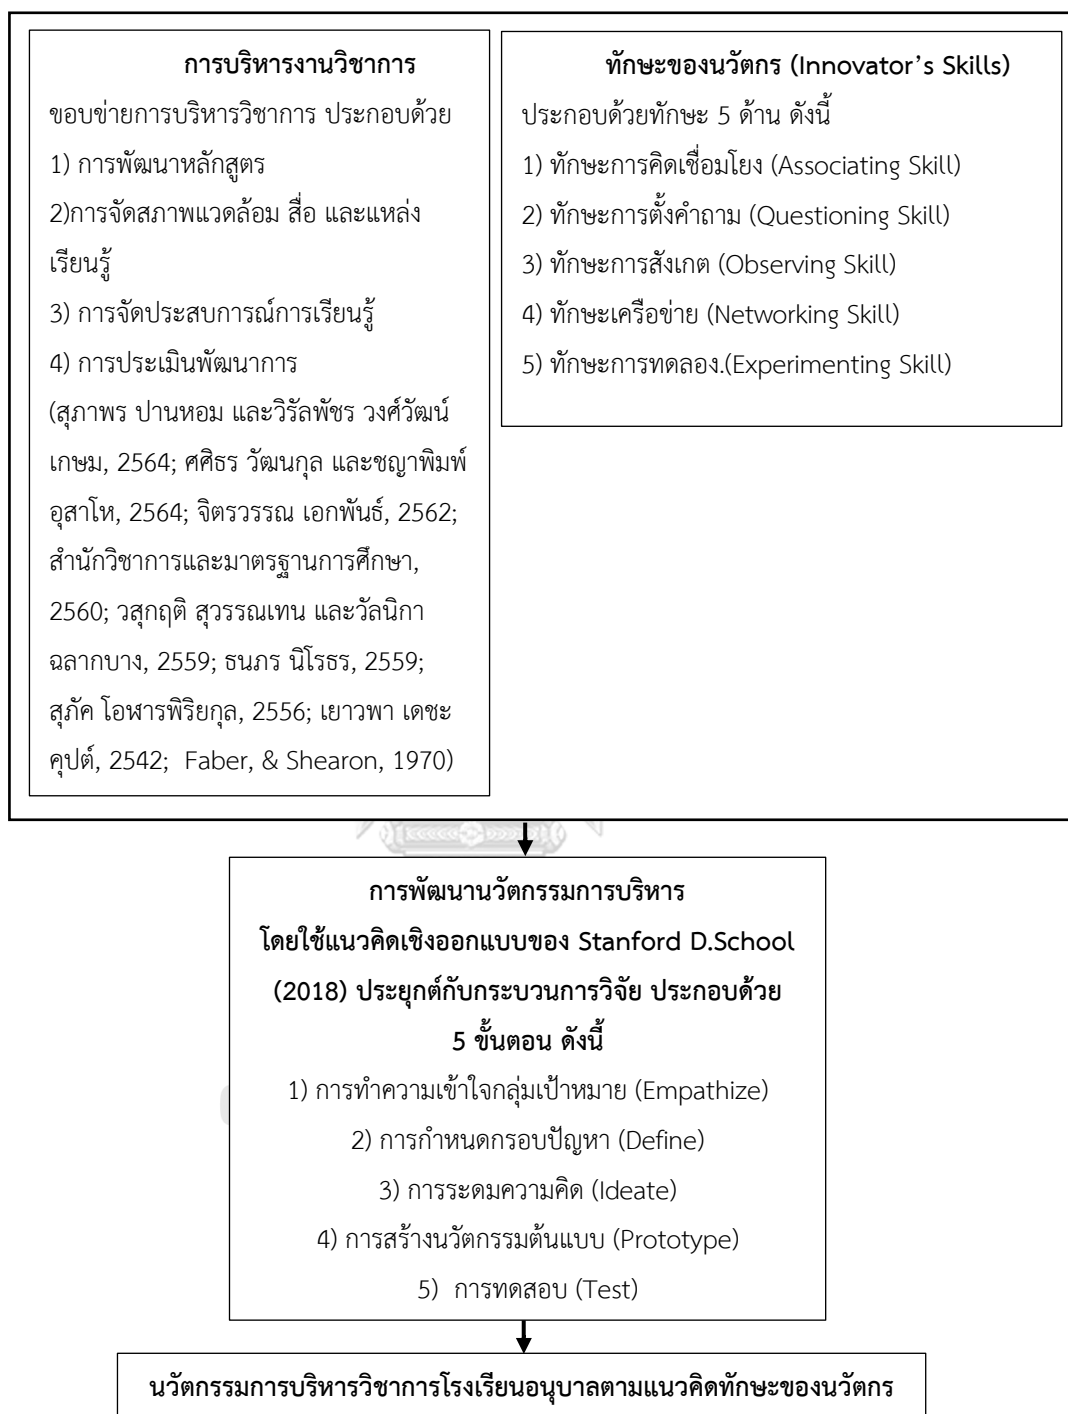 การบริหารงานวิชาการ
ขอบข่ายการบริหารวิชาการ ประกอบด้วย
1) การพัฒนาหลักสูตร
2)การจัดสภาพแวดล้อม สื่อ และแหล่ง
เรียนรู้
3) การจัดประสบการณ์การเรียนรู้
4) การประเมินพัฒนาการ
(สุภาพร ปานหอม และวิรัลพัชร วงศ์วัฒน์
เกษม, 2564; ศศิธร วัฒนกุล และชญาพิมพ์
อุสาโห, 2564; จิตรวรรณ เอกพันธ์, 2562;
สำนักวิชาการและมาตรฐานการศึกษา,
2560; วสุกฤติ สุวรรณเทน และวัลนิกา
ฉลากบาง, 2559; ธนภร นิโรธร, 2559;
สุภัค โอฬารพิริยกุล, 2556; เยาวพา เดชะ
คุปต์, 2542;  Faber, & Shearon, 1970)
ทักษะของนวัตกร (Innovator's Skills)
ประกอบด้วยทักษะ 5 ด้าน ดังนี้
1) ทักษะการคิดเชื่อมโยง (Associating Skill)
2) ทักษะการตั้งคำถาม (Questioning Skill)
3) ทักษะการสังเกต (Observing Skill)
4) ทักษะเครือข่าย (Networking Skill)
5) ทักษะการทดลอง.(Experimenting Skill)
การพัฒนานวัตกรรมการบริหาร
โดยใช้แนวคิดเชิงออกแบบของ Stanford D.School
(2018) ประยุกต์กับกระบวนการวิจัย ประกอบด้วย
5 ขั้นตอน ดังนี้
1) การทำความเข้าใจกลุ่มเป้าหมาย (Empathize)
2) การกำหนดกรอบปัญหา (Define)
3) การระดมความคิด (Ideate)
4) การสร้างนวัตกรรมต้นแบบ (Prototype)
5)  การทดสอบ (Test)
นวัตกรรมการบริหารวิชาการโรงเรียนอนุบาลตามแนวคิดทักษะของนวัตกร